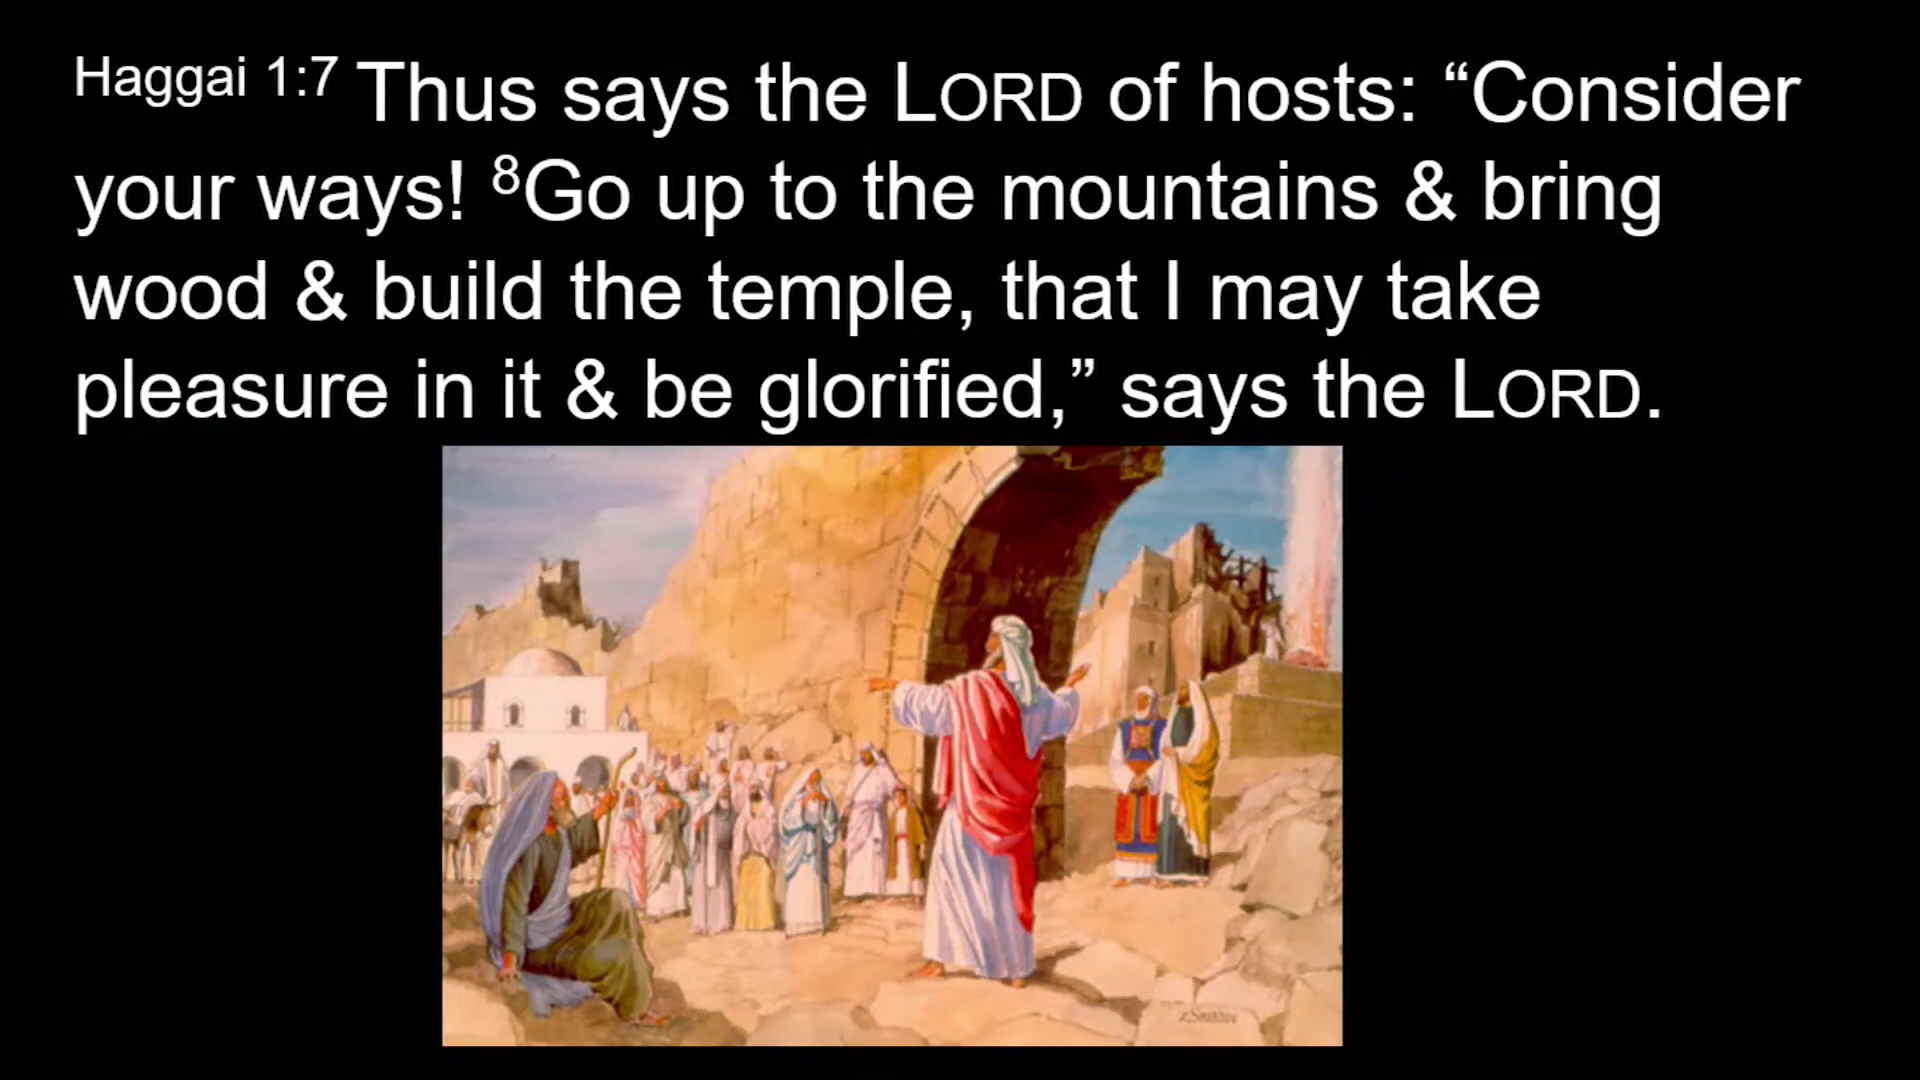 Haggai 1:7 Thus says the LORD of hosts: “Consider
your ways! 8Go up to the mountains & bring
wood & build the temple, that I may take
pleasure in it & be glorified,” says the LORD.